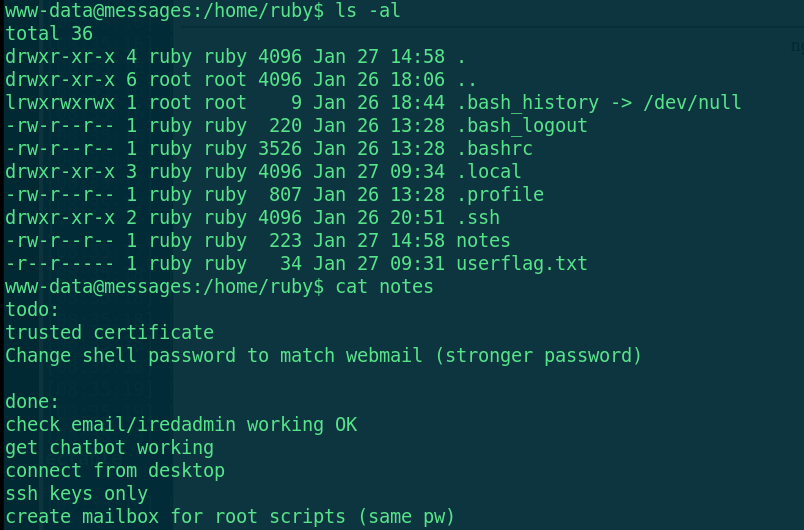 www-data@messages:/home/ruby$ ls -al
total 36
drwxr-xr-x 4 ruby ruby 4096 Jan 27 14:58 .
drwxr-xr-x 6 root root 4096 Jan 26 18:06 ..
lrwxrwxrwx 1 root root    9 Jan 26 18:44 .bash_history -> /dev/null
-rw-r--r-- 1 ruby ruby  220 Jan 26 13:28 .bash_logout
-rw-r--r-- 1 ruby ruby 3526 Jan 26 13:28 .bashrc
drwxr-xr-x 3 ruby ruby 4096 Jan 27 09:34 .local
-rw-r--r-- 1 ruby ruby  807 Jan 26 13:28 .profile
drwxr-xr-x 2 ruby ruby 4096 Jan 26 20:51 .ssh
-rw-r--r-- 1 ruby ruby  223 Jan 27 14:58 notes
-r--r----- 1 ruby ruby   34 Jan 27 09:31 userflag.txt
www-data@messages:/home/ruby$ cat notes
todo:
trusted certificate
Change shell password to match webmail (stronger password)

done:
check email/iredadmin working OK
get chatbot working
connect from desktop
ssh keys only
create mailbox for root scripts (same pw)